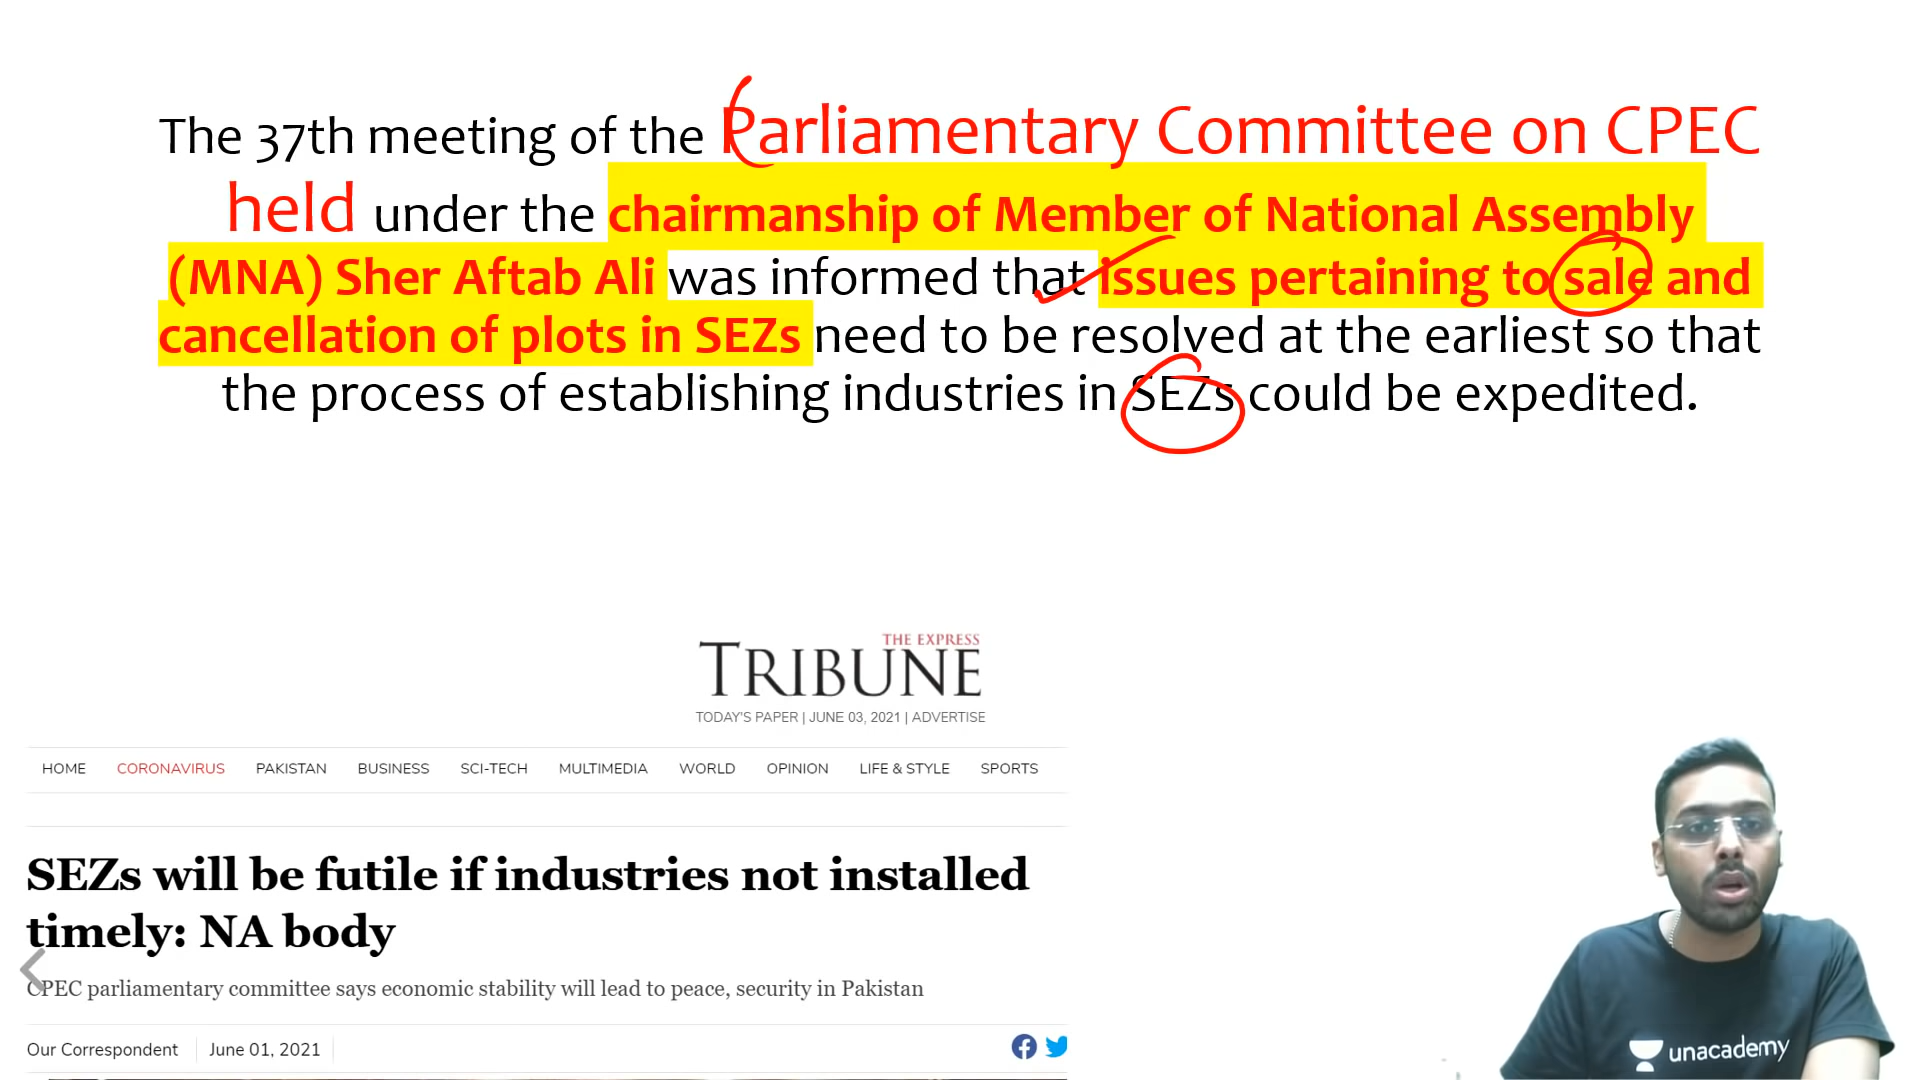 The 37th meeting of the Parliamentary Committee on CPEC
held under the chairmanship of Member of National Assembly
(MNA) Sher Aftab Ali was informed that issues pertaining to sale and
cancellation of plots in SEZs need to be resolved at the earliest so that
the process of establishing industries in SEZs could be expedited.
THE EXPRESS
TRIBUNE
TODAY'S PAPER | JUNE 03, 2021 | ADVERTISE
HOME CORONAVIRUS PAKISTAN BUSINESS SCI-TECH MULTIMEDIA WORLD OPINION LIFE & STYLE SPORTS
SEZs will be futile if industries not installed
timely: NA body
CPEC parliamentary committee says economic stability will lead to peace, security in Pakistan
Our Correspondent June 01, 2021
unacademy